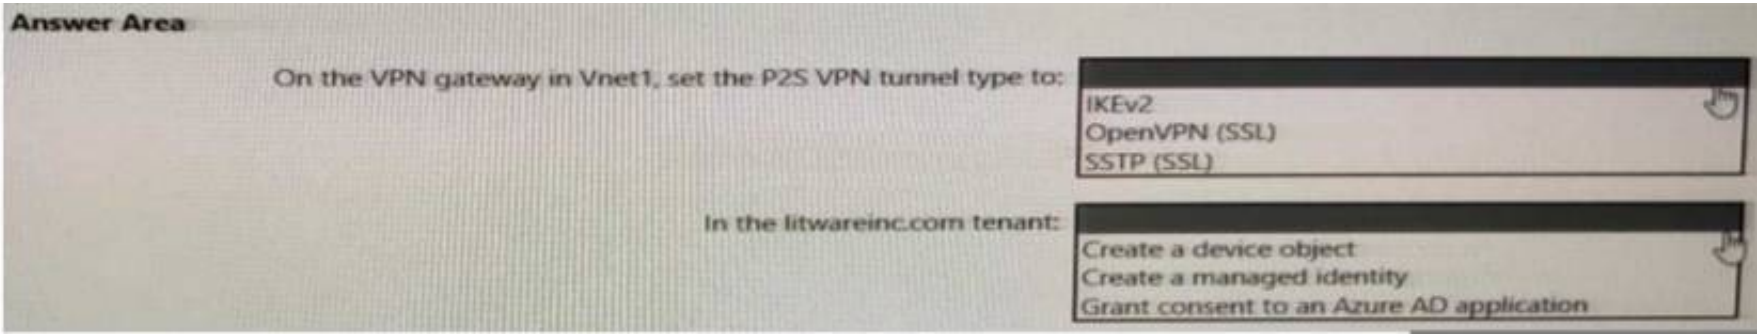 Answer Area
On the VPN gateway in Vnet1, set the P2S VPN tunnel type to:
IKEv2
OpenVPN (SSL)
SSTP (SSL)
In the litwareinc.com tenant:
Create a device object
Create a managed identity
Grant consent to an Azure AD application